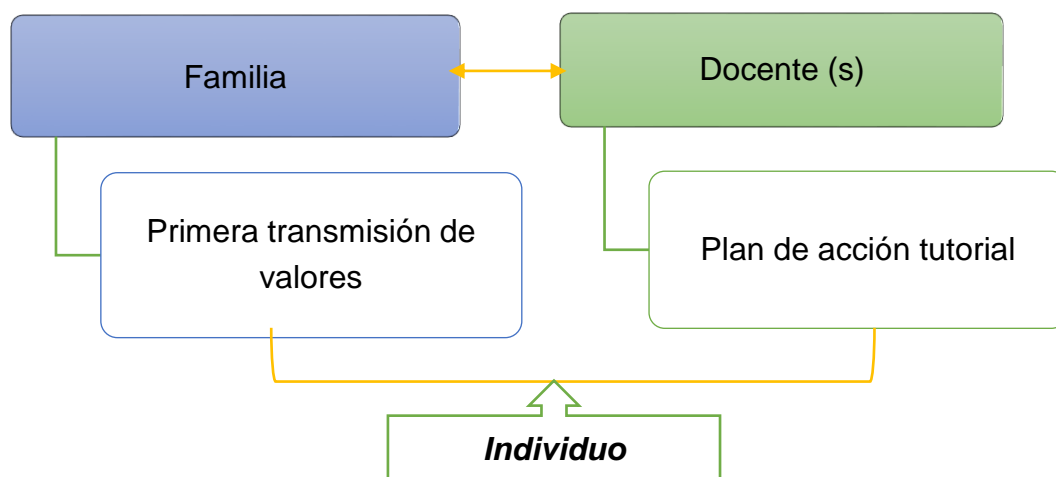 Familia
Docente (s)
Primera transmisión de
valores
Plan de acción tutorial
Individuo